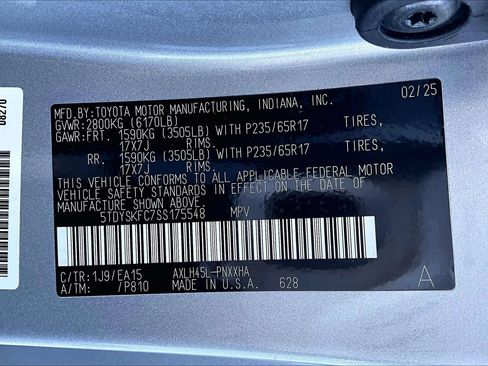 MFD.BY:TOYOTA MOTOR MANUFACTURING, INDIANA, INC. 02/25
GVWR:2800KG (6170LB)
GAWR:FRT. 1590KG (3505LB) WITH P235/65R17 TIRES,
17X7J RIMS.
RR. 1590KG (3505LB) WITH P235/65R17 TIRES,
17X7J RIMS.
THIS VEHICLE CONFORMS TO ALL APPLICABLE FEDERAL MOTOR
VEHICLE SAFETY STANDARDS IN EFFECT ON THE DATE OF
MANUFACTURE SHOWN ABOVE.
5TDYSKFC7SS175548 MPV
C/TR:1J9/EA15 AXLH45L-PNXXHA
A/TM: /P810 MADE IN U.S.A. 628 A
08270